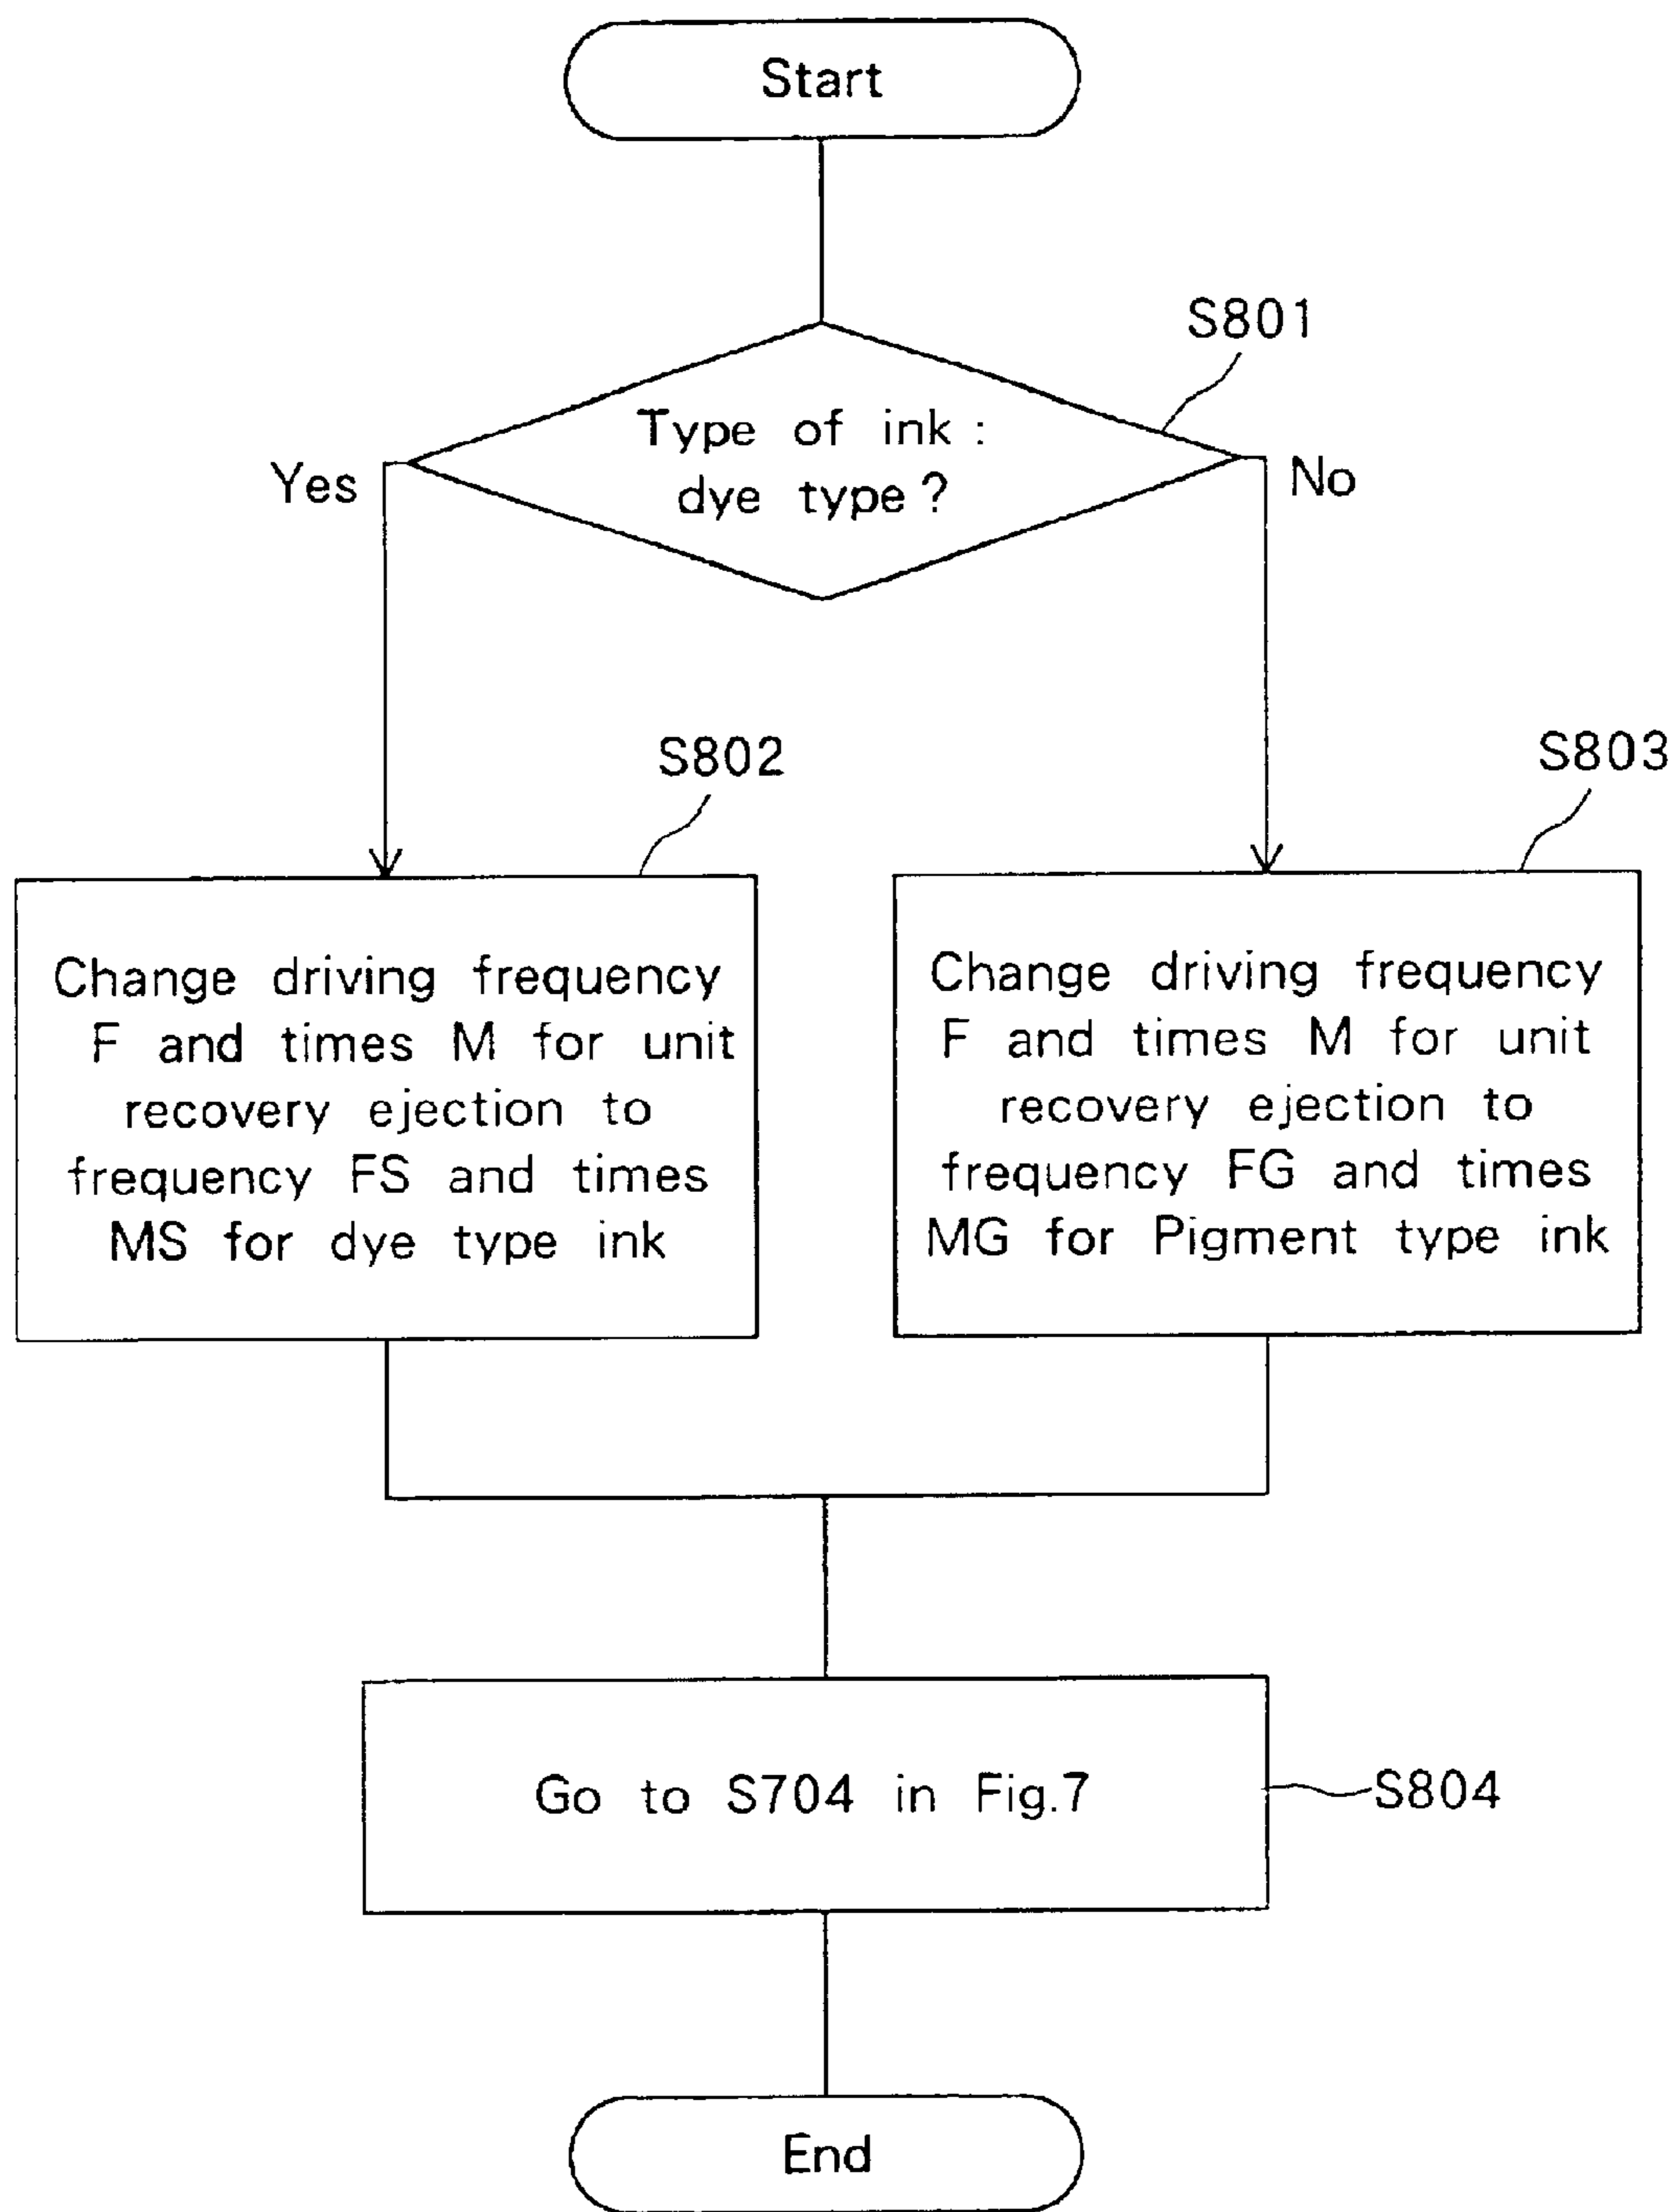 Start
S801
Type of ink :
dye type ?
Yes
No
S802
S803
Change driving frequency
F and times M for unit
recovery ejection to
frequency FS and times
MS for dye type ink
Change driving frequency
F and times M for unit
recovery ejection to
frequency FG and times
MG for Pigment type ink
Go to S704 in Fig.7
S804
End